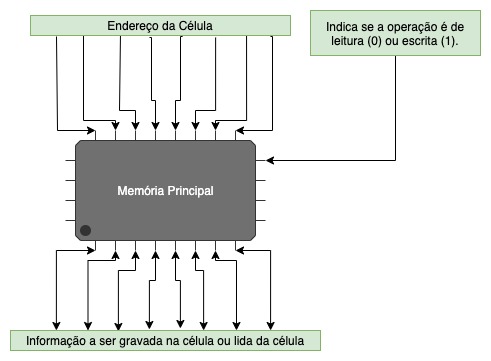 Endereço da Célula
Indica se a operação é de
leitura (0) ou escrita (1).
Memória Principal
Informação a ser gravada na célula ou lida da célula